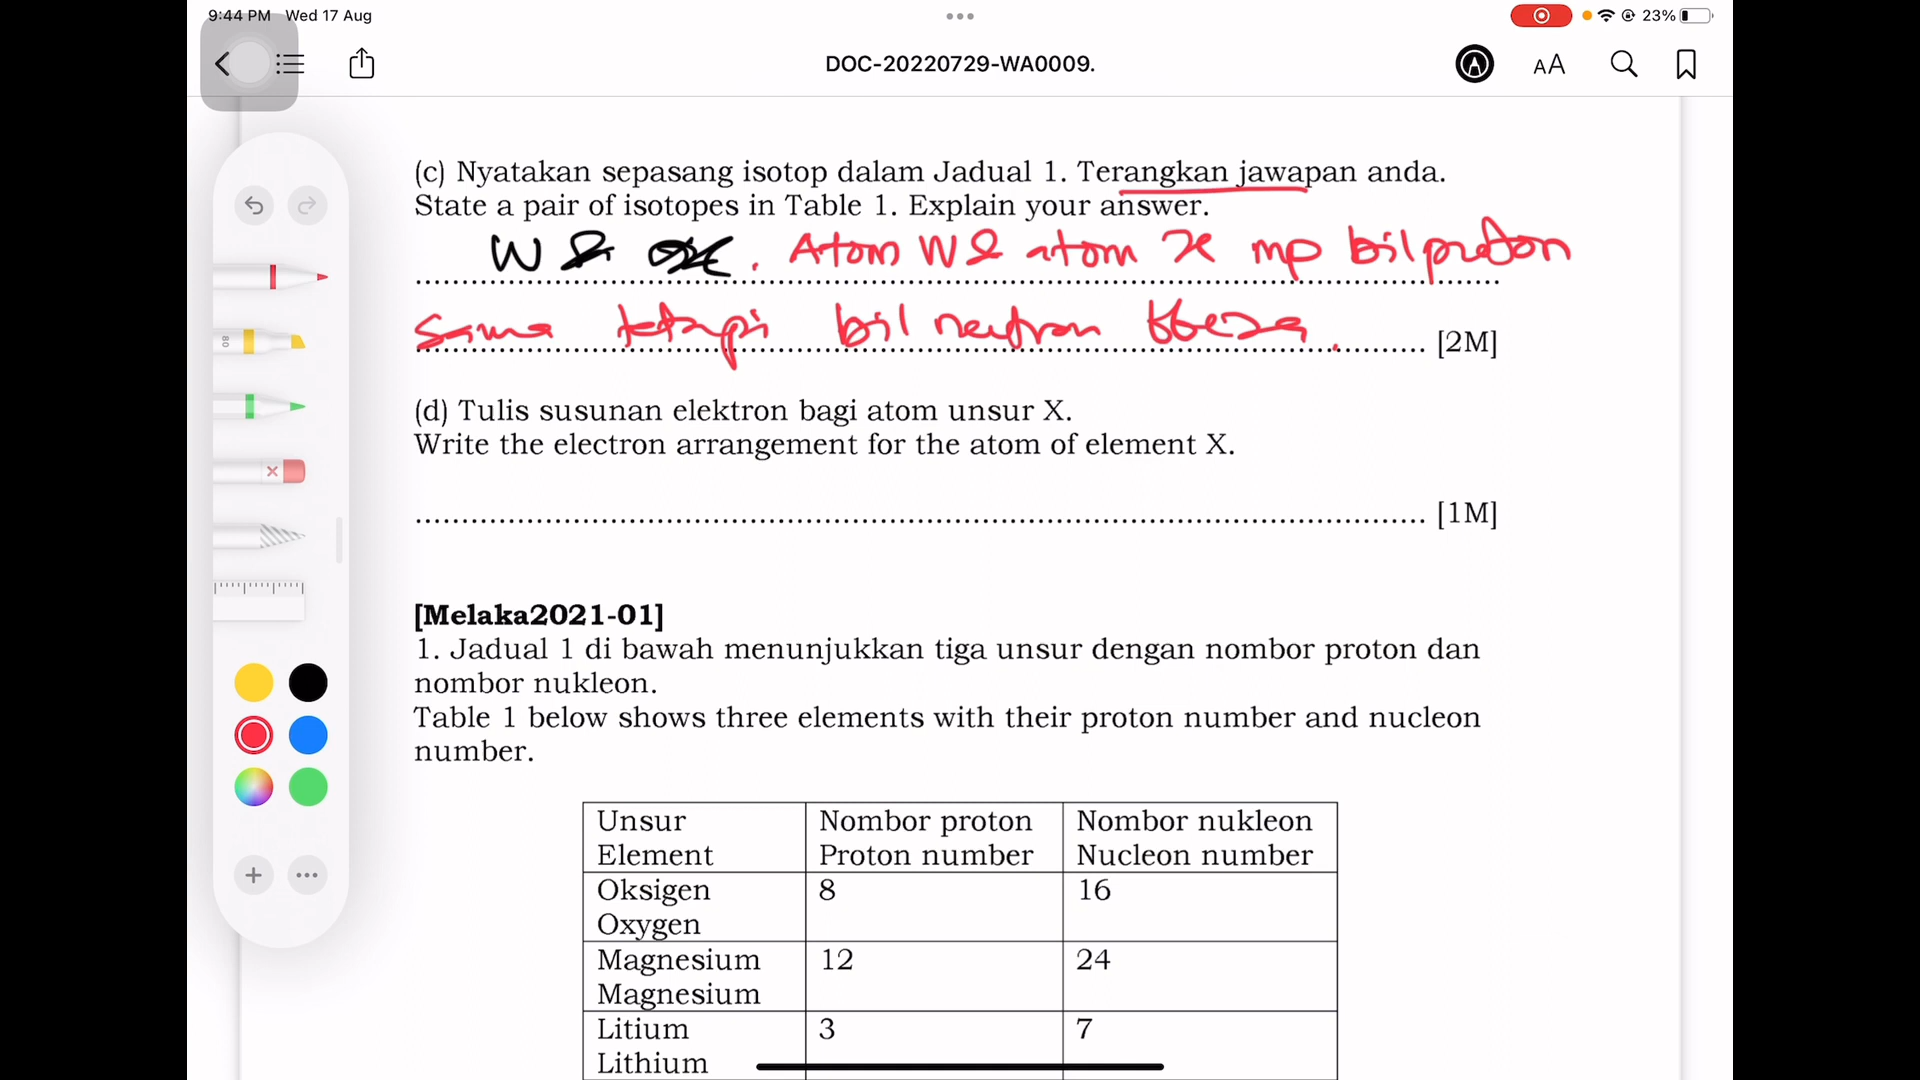 9:44 PM Wed 17 Aug
23%
DOC-20220729-WA0009.
AA
(c) Nyatakan sepasang isotop dalam Jadual 1. Terangkan jawapan anda.
State a pair of isotopes in Table 1. Explain your answer.
W & X. Atom W & atom X mp bil proton
sama tetapi bil neutron bbeza.
[2M]
(d) Tulis susunan elektron bagi atom unsur X.
Write the electron arrangement for the atom of element X.
[1M]
80
[Melaka2021-01]
1. Jadual 1 di bawah menunjukkan tiga unsur dengan nombor proton dan
nombor nukleon.
Table 1 below shows three elements with their proton number and nucleon
number.
Unsur Nombor proton Nombor nukleon
Element Proton number Nucleon number
Oksigen 8 16
Oxygen
Magnesium 12 24
Magnesium
Litium 3 7
Lithium